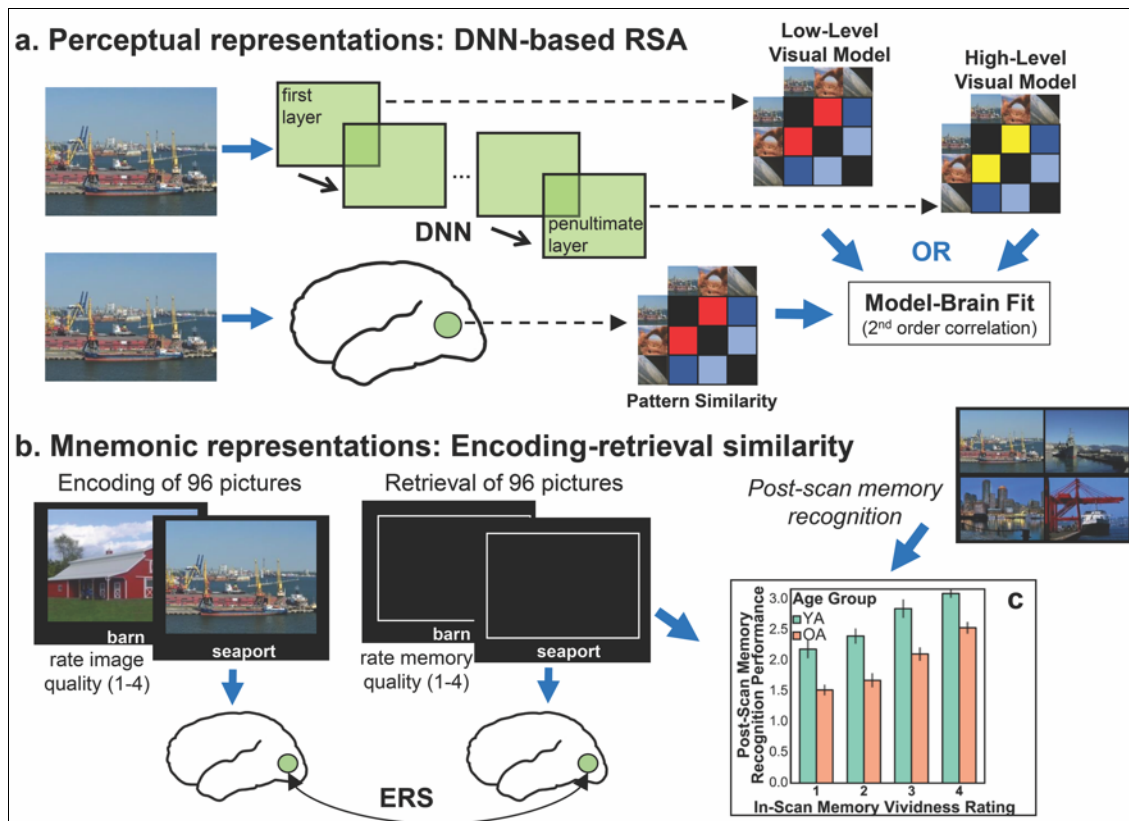 a. Perceptual representations: DNN-based RSA
Low-Level
Visual Model
High-Level
Visual Model
first
layer
...
DNN
penultimate
layer
OR
Model-Brain Fit
(2nd order correlation)
Pattern Similarity
b. Mnemonic representations: Encoding-retrieval similarity
Encoding of 96 pictures
Retrieval of 96 pictures
Post-scan memory
recognition
barn
seaport
rate image
quality (1-4)
barn
seaport
rate memory
quality (1-4)
ERS
c
Age Group
YA
OA
Post-Scan Memory
Recognition Performance
3.0
2.5
2.0
1.5
1.0
0.5
0.0
1 2 3 4
In-Scan Memory Vividness Rating